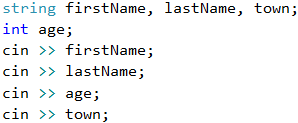 string firstName, lastName, town;
int age;
cin >> firstName;
cin >> lastName;
cin >> age;
cin >> town;